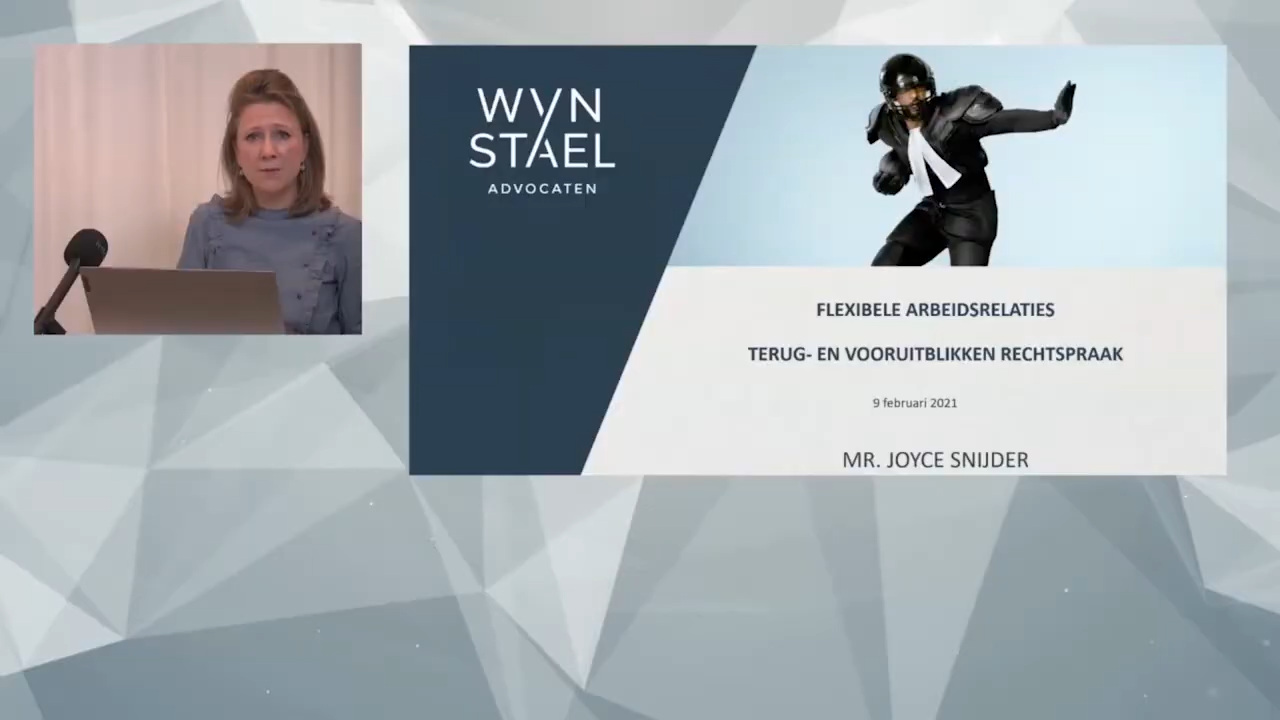 WYN
STAEL
ADVOCATEN
FLEXIBELE ARBEIDSRELATIES
TERUG- EN VOORUITBLIKKEN RECHTSPRAAK
9 februari 2021
MR. JOYCE SNIJDER